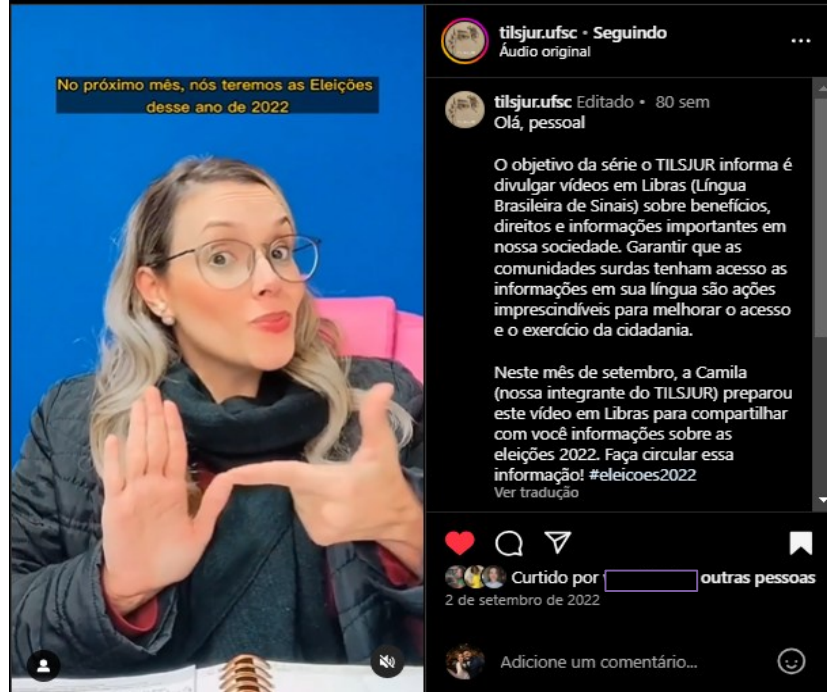 No próximo mês, nós teremos as Eleições
desse ano de 2022
tilsjur.ufsc • Seguindo
Áudio original
tilsjur.ufsc Editado • 80 sem
Olá, pessoal
O objetivo da série o TILSJUR informa é
divulgar vídeos em Libras (Língua
Brasileira de Sinais) sobre benefícios,
direitos e informações importantes em
nossa sociedade. Garantir que as
comunidades surdas tenham acesso as
informações em sua língua são ações
imprescindíveis para melhorar o acesso
e o exercício da cidadania.
Neste mês de setembro, a Camila
(nossa integrante do TILSJUR) preparou
este vídeo em Libras para compartilhar
com você informações sobre as
eleições 2022. Faça circular essa
informação! #eleicoes2022
Ver tradução
Curtido por outras pessoas
2 de setembro de 2022
Adicione um comentário...